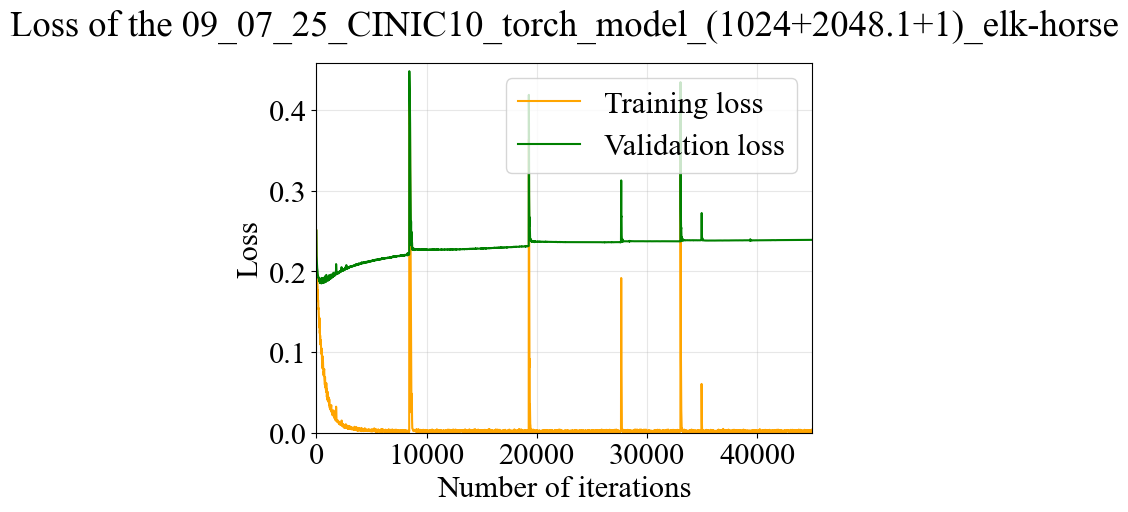 Loss of the 09_07_25_CINIC10_torch_model_(1024+2048.1+1)_elk-horse
Training loss
Validation loss
Loss
0.4
0.3
0.2
0.1
0.0
0 10000 20000 30000 40000
Number of iterations